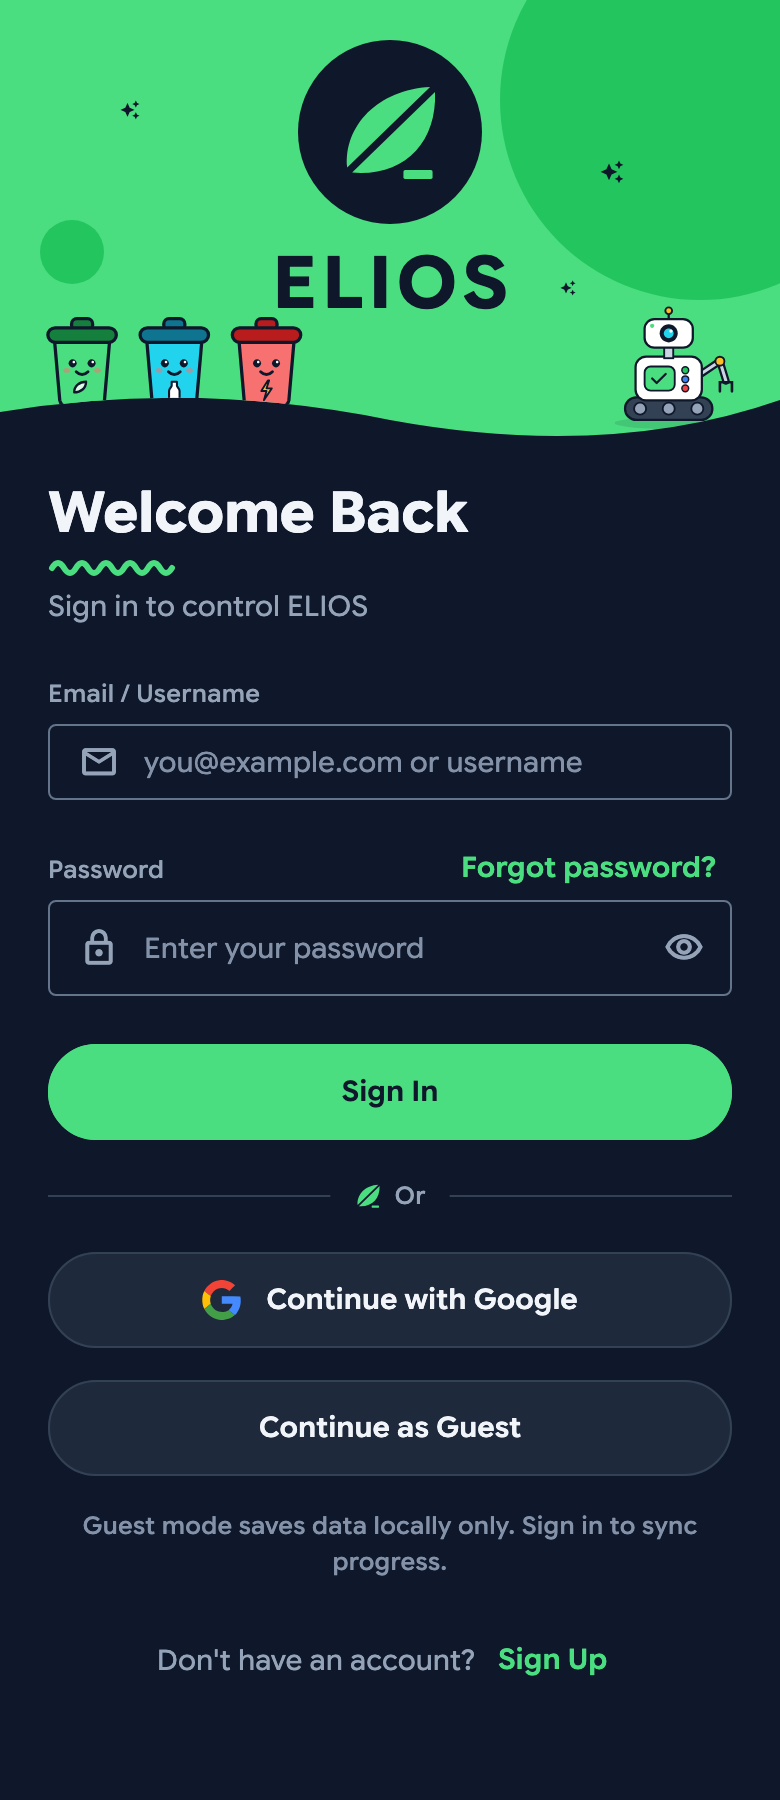 ELIOS
Welcome Back
Sign in to control ELIOS
Email / Username
you@example.com or username
Password
Forgot password?
Enter your password
Sign In
Or
Continue with Google
Continue as Guest
Guest mode saves data locally only. Sign in to sync
progress.
Don't have an account? Sign Up